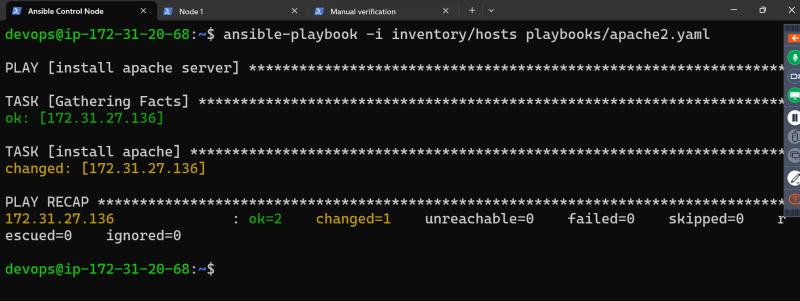 Ansible Control Node
Node 1
Manual verification
devops@ip-172-31-20-68:~$ ansible-playbook -i inventory/hosts playbooks/apache2.yaml
PLAY [install apache server] ****************************************************************
TASK [Gathering Facts] **********************************************************************
ok: [172.31.27.136]
TASK [install apache] ***********************************************************************
changed: [172.31.27.136]
PLAY RECAP **********************************************************************************
172.31.27.136 : ok=2 changed=1 unreachable=0 failed=0 skipped=0 r
escued=0 ignored=0
devops@ip-172-31-20-68:~$